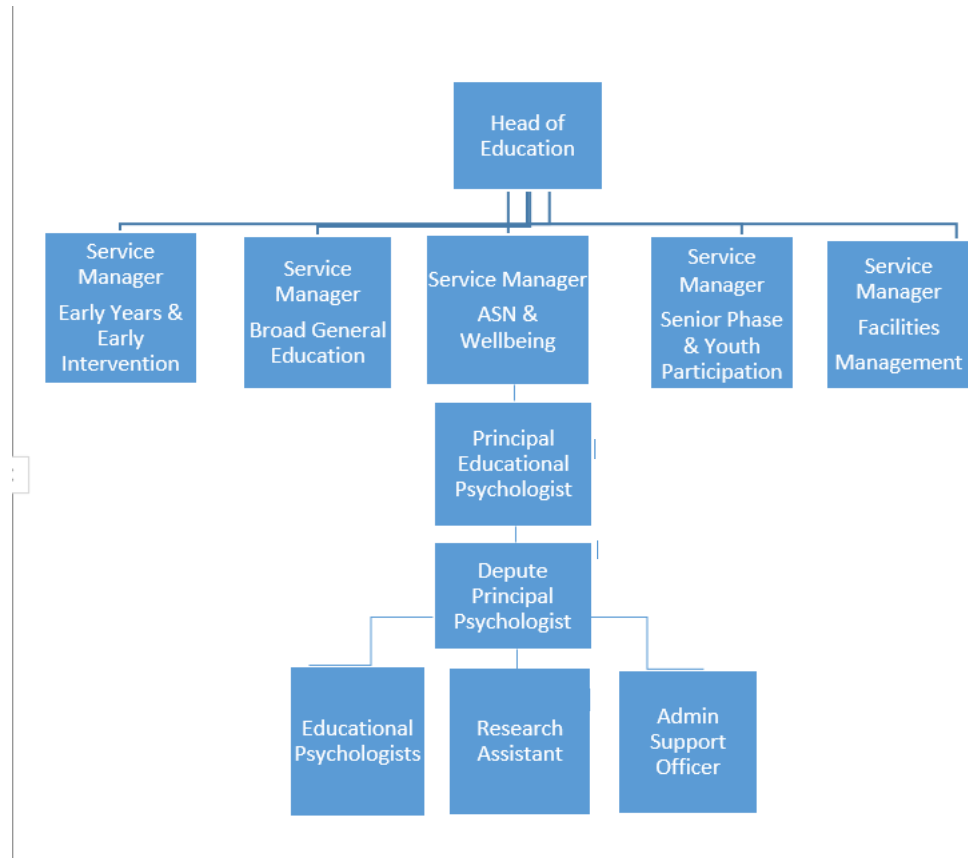 Head of
Education
Service
Manager
Early Years &
Early
Intervention
Service
Manager
Broad General
Education
Service Manager
ASN &
Wellbeing
Service
Manager
Senior Phase
& Youth
Participation
Service
Manager
Facilities
Management
Principal
Educational
Psychologist
Depute
Principal
Psychologist
Educational
Psychologists
Research
Assistant
Admin
Support
Officer